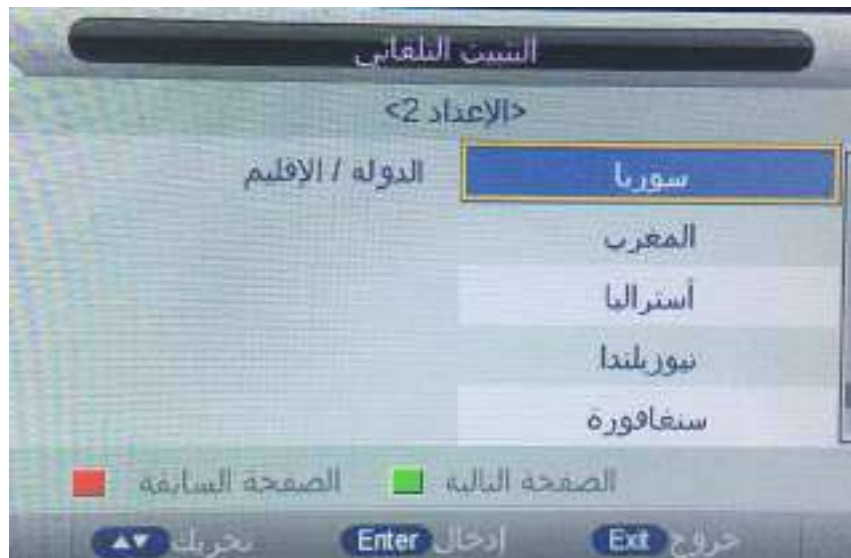 التثبيت التلقائي
<الإعداد 2>
الدولة / الإقليم
سوريا
المغرب
أستراليا
نيوزيلندا
سنغافورة
الصفحة التالية الصفحة السابقة
خروج Exit إدخال Enter تحريك ▲▼